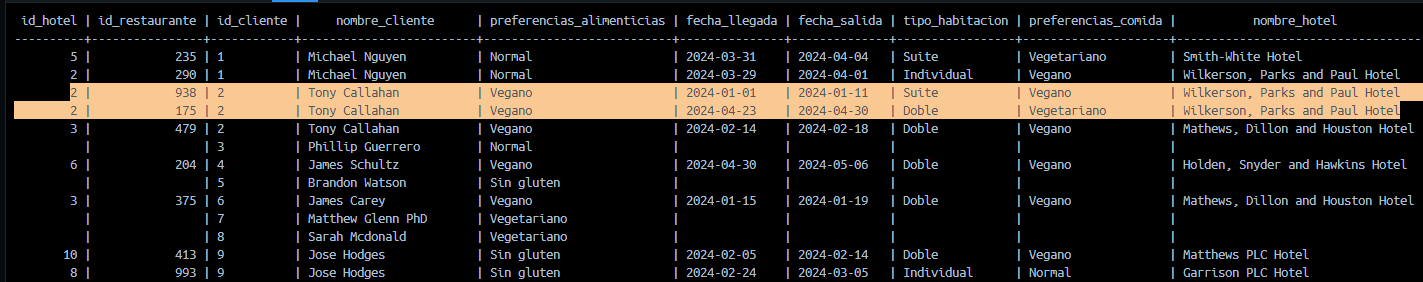 id_hotel | id_restaurante | id_cliente | nombre_cliente | preferencias_alimenticias | fecha_llegada | fecha_salida | tipo_habitacion | preferencias_comida | nombre_hotel
----------+----------------+------------+------------------------+---------------------------+---------------+--------------+-----------------+---------------------+--------------------------------
5 | 235 | 1 | Michael Nguyen | Normal | 2024-03-31 | 2024-04-04 | Suite | Vegetariano | Smith-White Hotel
2 | 290 | 1 | Michael Nguyen | Normal | 2024-03-29 | 2024-04-01 | Individual | Vegano | Wilkerson, Parks and Paul Hotel
2 | 938 | 2 | Tony Callahan | Vegano | 2024-01-01 | 2024-01-11 | Suite | Vegano | Wilkerson, Parks and Paul Hotel
2 | 175 | 2 | Tony Callahan | Vegano | 2024-04-23 | 2024-04-30 | Doble | Vegetariano | Wilkerson, Parks and Paul Hotel
3 | 479 | 2 | Tony Callahan | Vegano | 2024-02-14 | 2024-02-18 | Doble | Vegano | Mathews, Dillon and Houston Hotel
| | 3 | Phillip Guerrero | Normal | | | | |
6 | 204 | 4 | James Schultz | Vegano | 2024-04-30 | 2024-05-06 | Doble | Vegano | Holden, Snyder and Hawkins Hotel
| | 5 | Brandon Watson | Sin gluten | | | | |
3 | 375 | 6 | James Carey | Vegano | 2024-01-15 | 2024-01-19 | Doble | Vegano | Mathews, Dillon and Houston Hotel
| | 7 | Matthew Glenn PhD | Vegetariano | | | | |
| | 8 | Sarah Mcdonald | Vegetariano | | | | |
10 | 413 | 9 | Jose Hodges | Sin gluten | 2024-02-05 | 2024-02-14 | Doble | Vegano | Matthews PLC Hotel
8 | 993 | 9 | Jose Hodges | Sin gluten | 2024-02-24 | 2024-03-05 | Individual | Normal | Garrison PLC Hotel